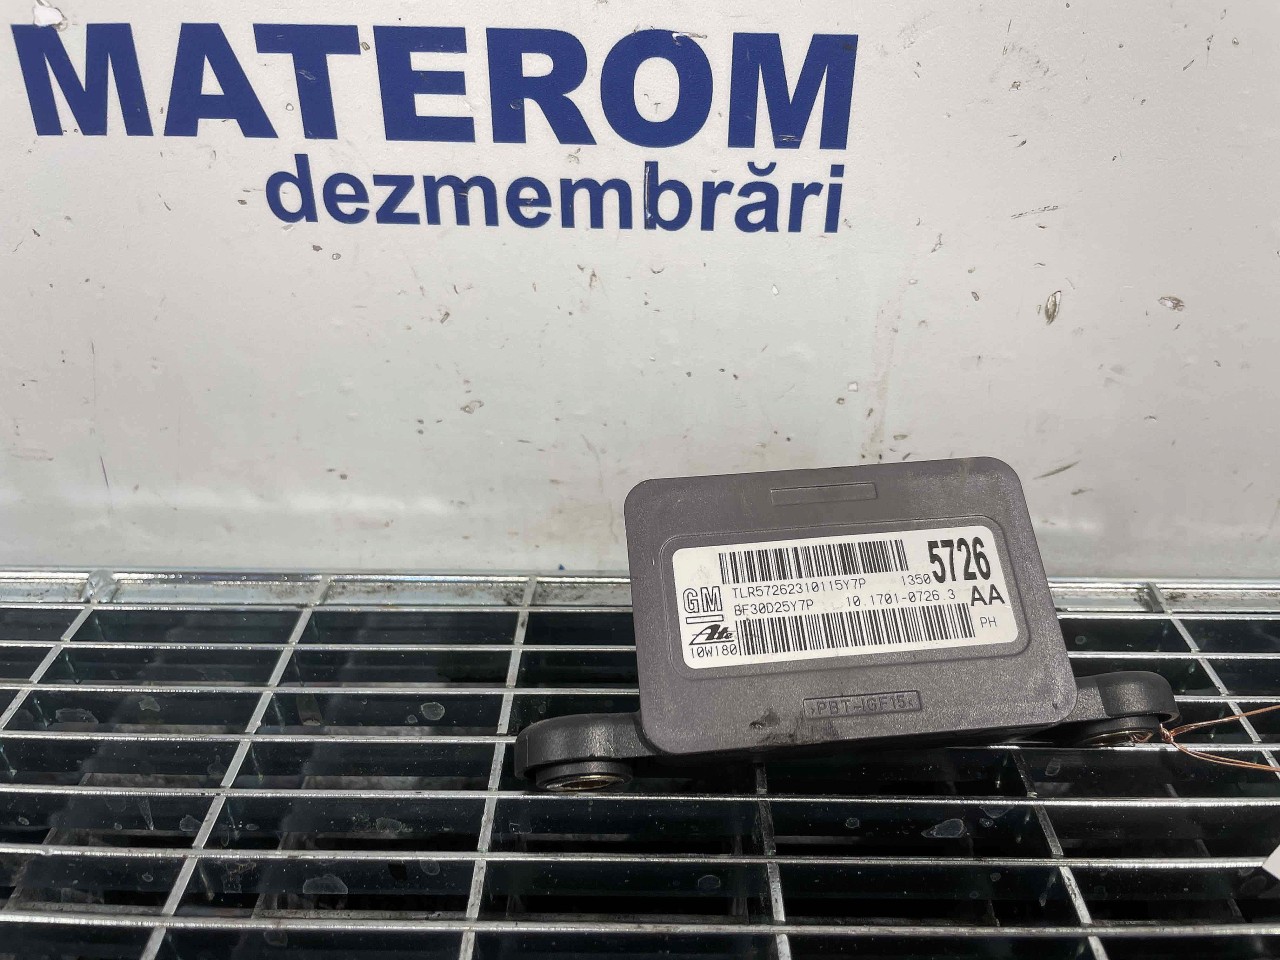 MATEROM
dezmembrări
TLR57262310115Y7P 1350 5726
GM BF30D25Y7P 10.1701-0726.3 AA
Ate
10W180 PH
>PBT-IGF15<